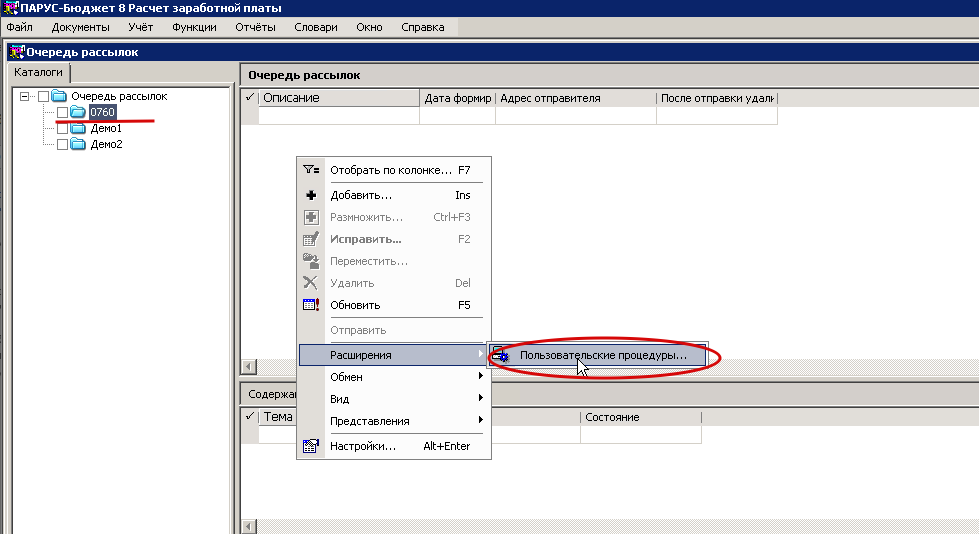 ПАРУС-Бюджет 8 Расчет заработной платы
Файл Документы Учёт Функции Отчёты Словари Окно Справка
Очередь рассылок
Каталоги
Очередь рассылок
0760
Демо1
Демо2
Очередь рассылок
Описание Дата формир Адрес отправителя После отправки удал
Отобрать по колонке... F7
Добавить... Ins
Размножить... Ctrl+F3
Исправить... F2
Переместить...
Удалить Del
Обновить F5
Отправить
Расширения
Пользовательские процедуры...
Обмен
Вид
Представления
Настройки... Alt+Enter
Содержа
Тема Состояние